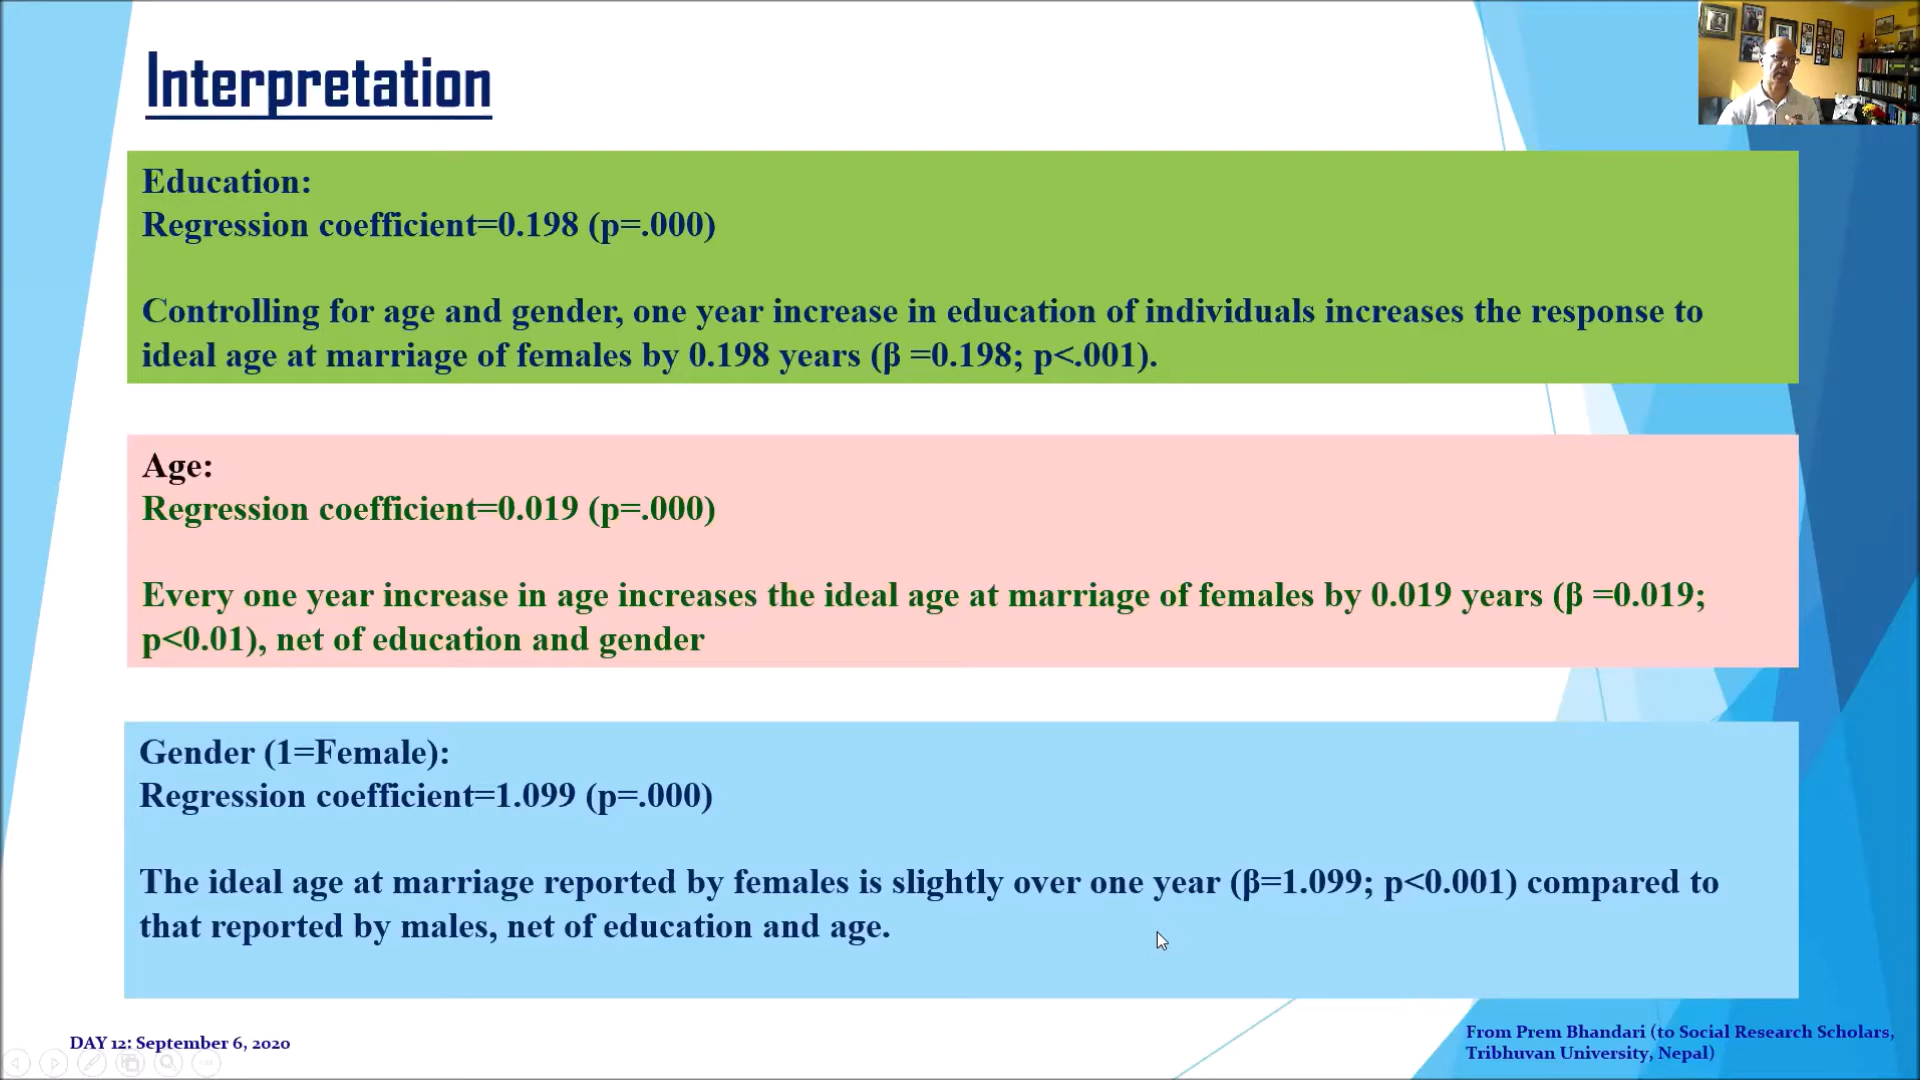 Interpretation
Education:
Regression coefficient=0.198 (p=.000)
Controlling for age and gender, one year increase in education of individuals increases the response to
ideal age at marriage of females by 0.198 years (β =0.198; p<.001).
Age:
Regression coefficient=0.019 (p=.000)
Every one year increase in age increases the ideal age at marriage of females by 0.019 years (β =0.019;
p<0.01), net of education and gender
Gender (1=Female):
Regression coefficient=1.099 (p=.000)
The ideal age at marriage reported by females is slightly over one year (β=1.099; p<0.001) compared to
that reported by males, net of education and age.
DAY 12: September 6, 2020
From Prem Bhandari (to Social Research Scholars,
Tribhuvan University, Nepal)